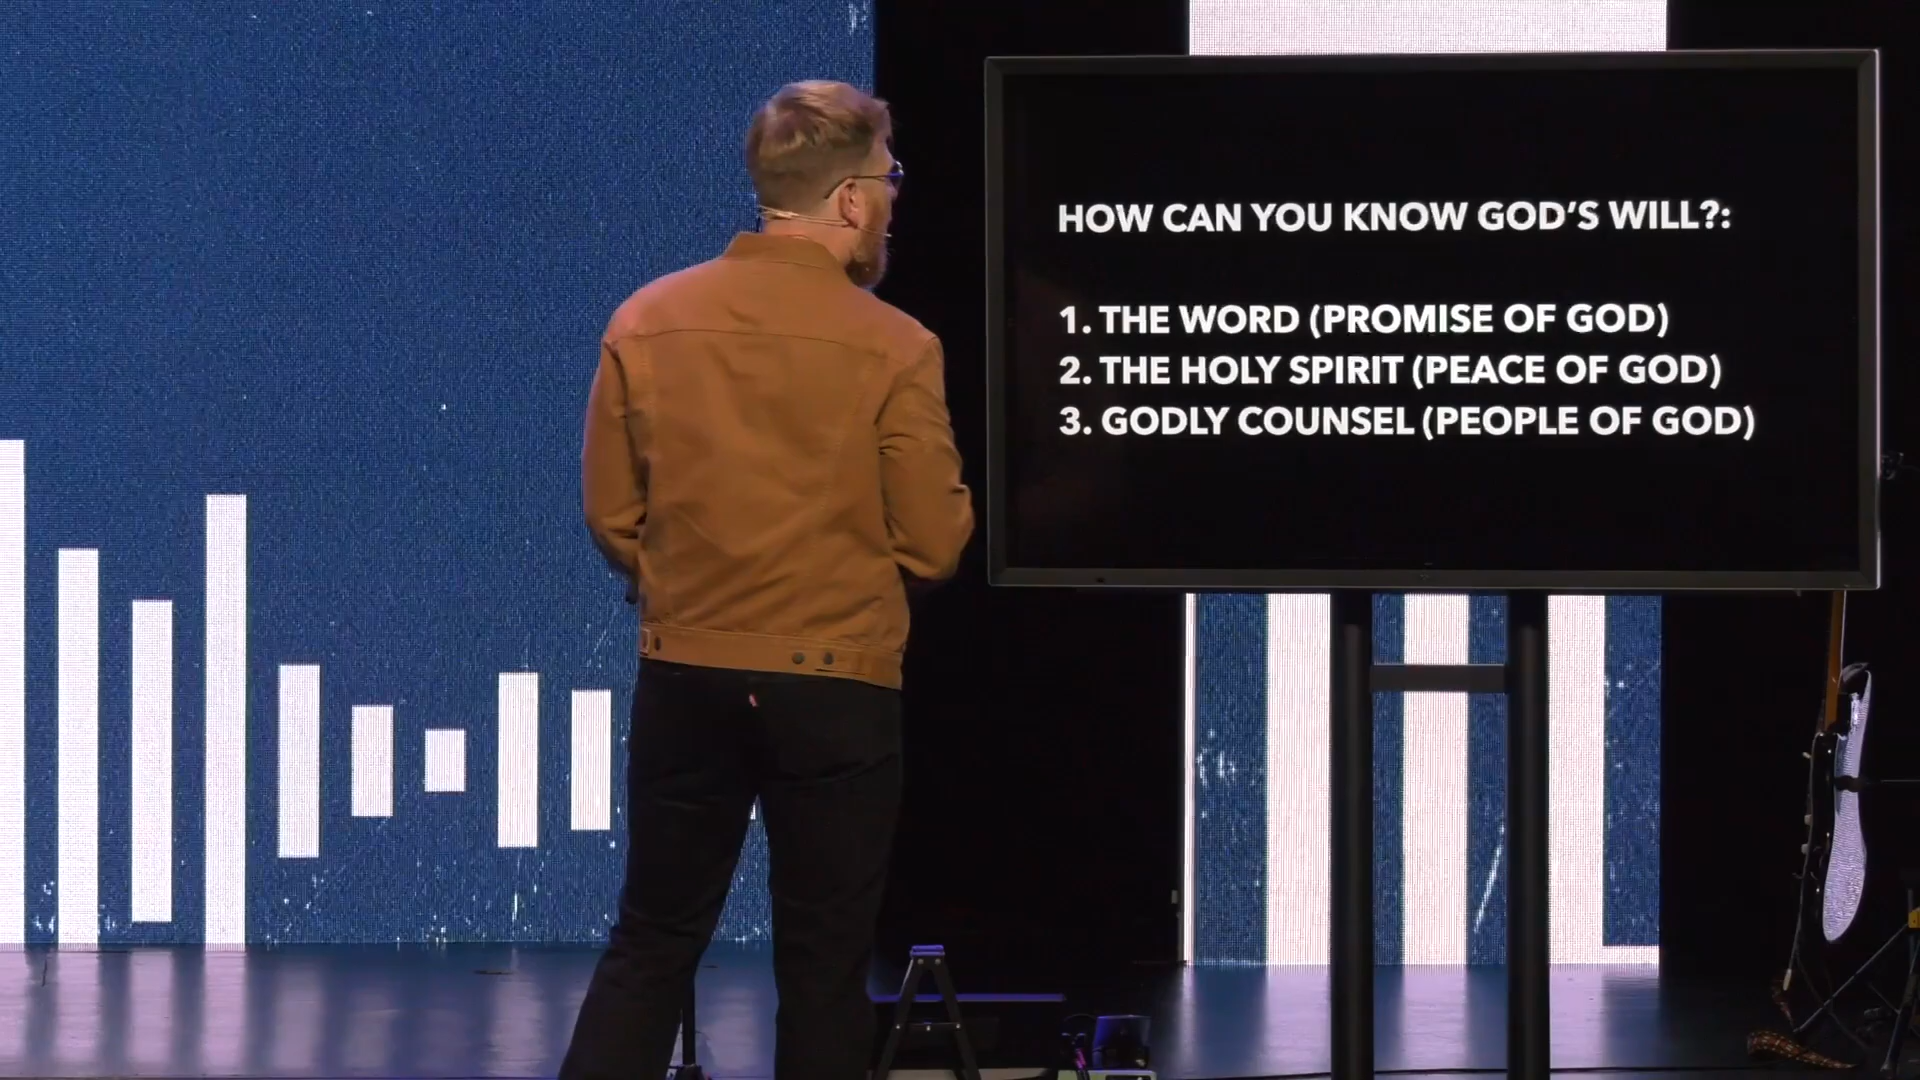 HOW CAN YOU KNOW GOD'S WILL?:
1. THE WORD (PROMISE OF GOD)
2. THE HOLY SPIRIT (PEACE OF GOD)
3. GODLY COUNSEL (PEOPLE OF GOD)